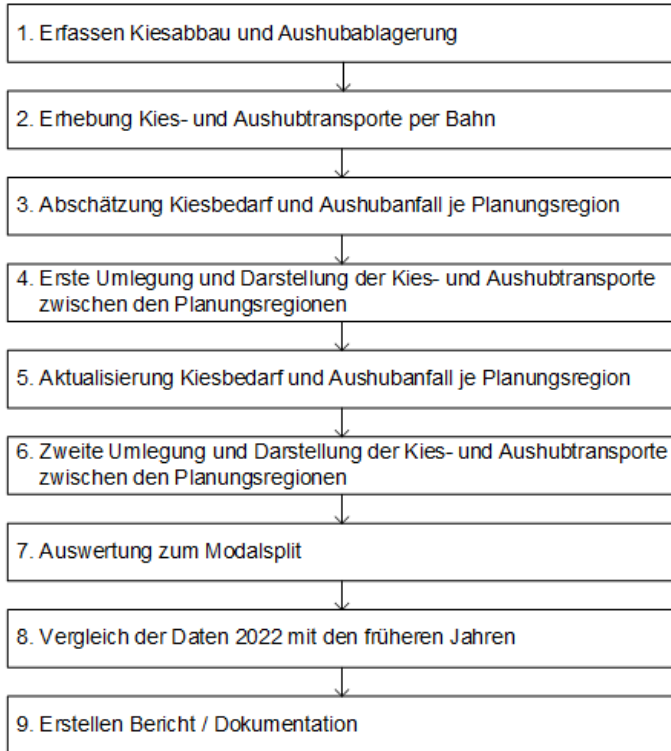 1. Erfassen Kiesabbau und Aushubablagerung
2. Erhebung Kies- und Aushubtransporte per Bahn
3. Abschätzung Kiesbedarf und Aushubanfall je Planungsregion
4. Erste Umlegung und Darstellung der Kies- und Aushubtransporte
zwischen den Planungsregionen
5. Aktualisierung Kiesbedarf und Aushubanfall je Planungsregion
6. Zweite Umlegung und Darstellung der Kies- und Aushubtransporte
zwischen den Planungsregionen
7. Auswertung zum Modalsplit
8. Vergleich der Daten 2022 mit den früheren Jahren
9. Erstellen Bericht / Dokumentation